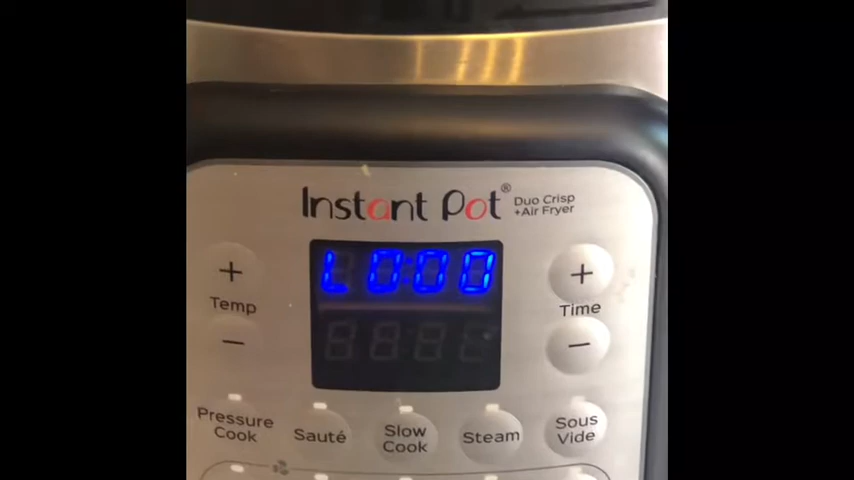 Instant Pot® Duo Crisp
+Air Fryer
L0:00
+ +
Temp Time
− −
Pressure
Cook
Sauté
Slow
Cook
Steam
Sous
Vide